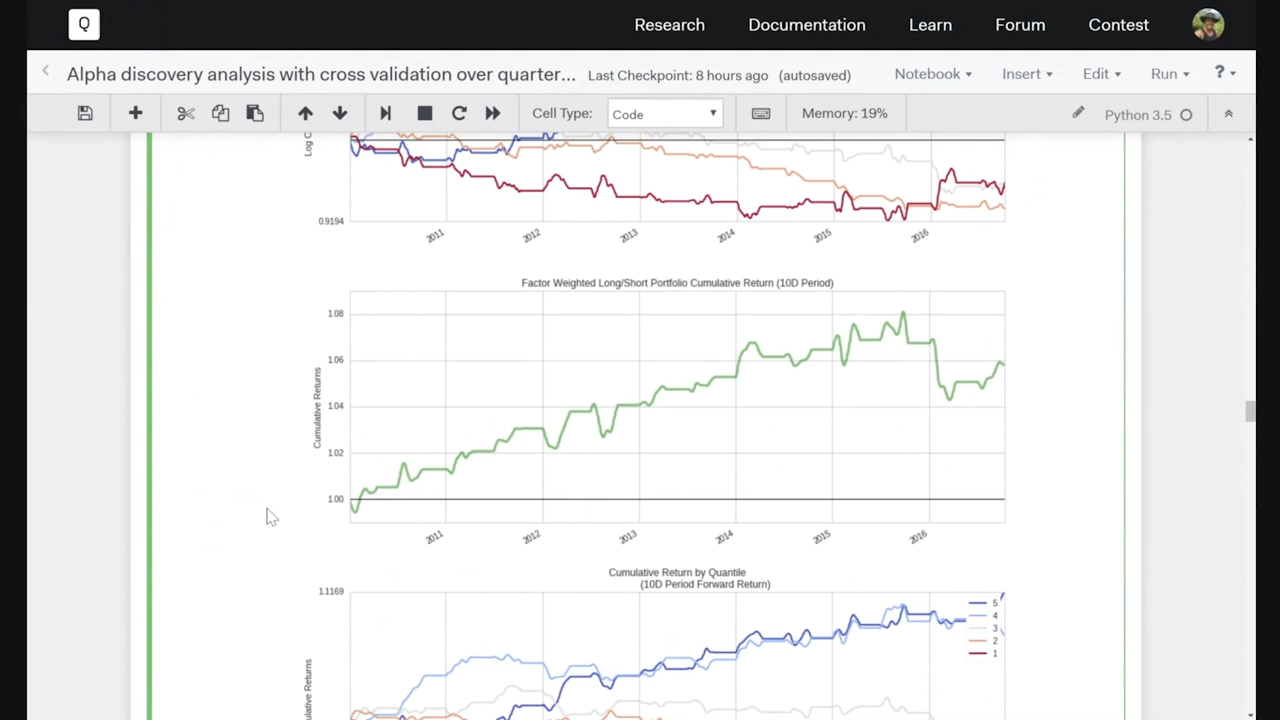 Q
Research Documentation Learn Forum Contest
Alpha discovery analysis with cross validation over quarter... Last Checkpoint: 8 hours ago (autosaved) Notebook Insert Edit Run ?
Cell Type: Code Memory: 19% Python 3.5
Log C
0.9194
2011 2012 2013 2014 2015 2016
Factor Weighted Long/Short Portfolio Cumulative Return (10D Period)
Cumulative Returns
1.08
1.06
1.04
1.02
1.00
2011 2012 2013 2014 2015 2016
Cumulative Return by Quantile
(10D Period Forward Return)
1.1169
5
4
3
2
1
ulative Returns